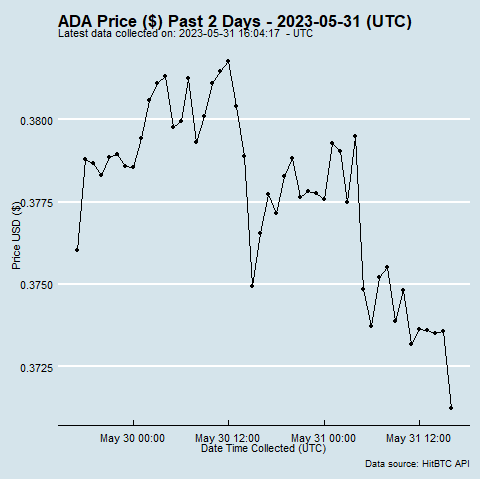 ADA Price ($) Past 2 Days - 2023-05-31 (UTC)
Latest data collected on: 2023-05-31 16:04:17 - UTC
Price USD ($)
0.3800
0.3775
0.3750
0.3725
May 30 00:00
May 30 12:00
May 31 00:00
May 31 12:00
Date Time Collected (UTC)
Data source: HitBTC API